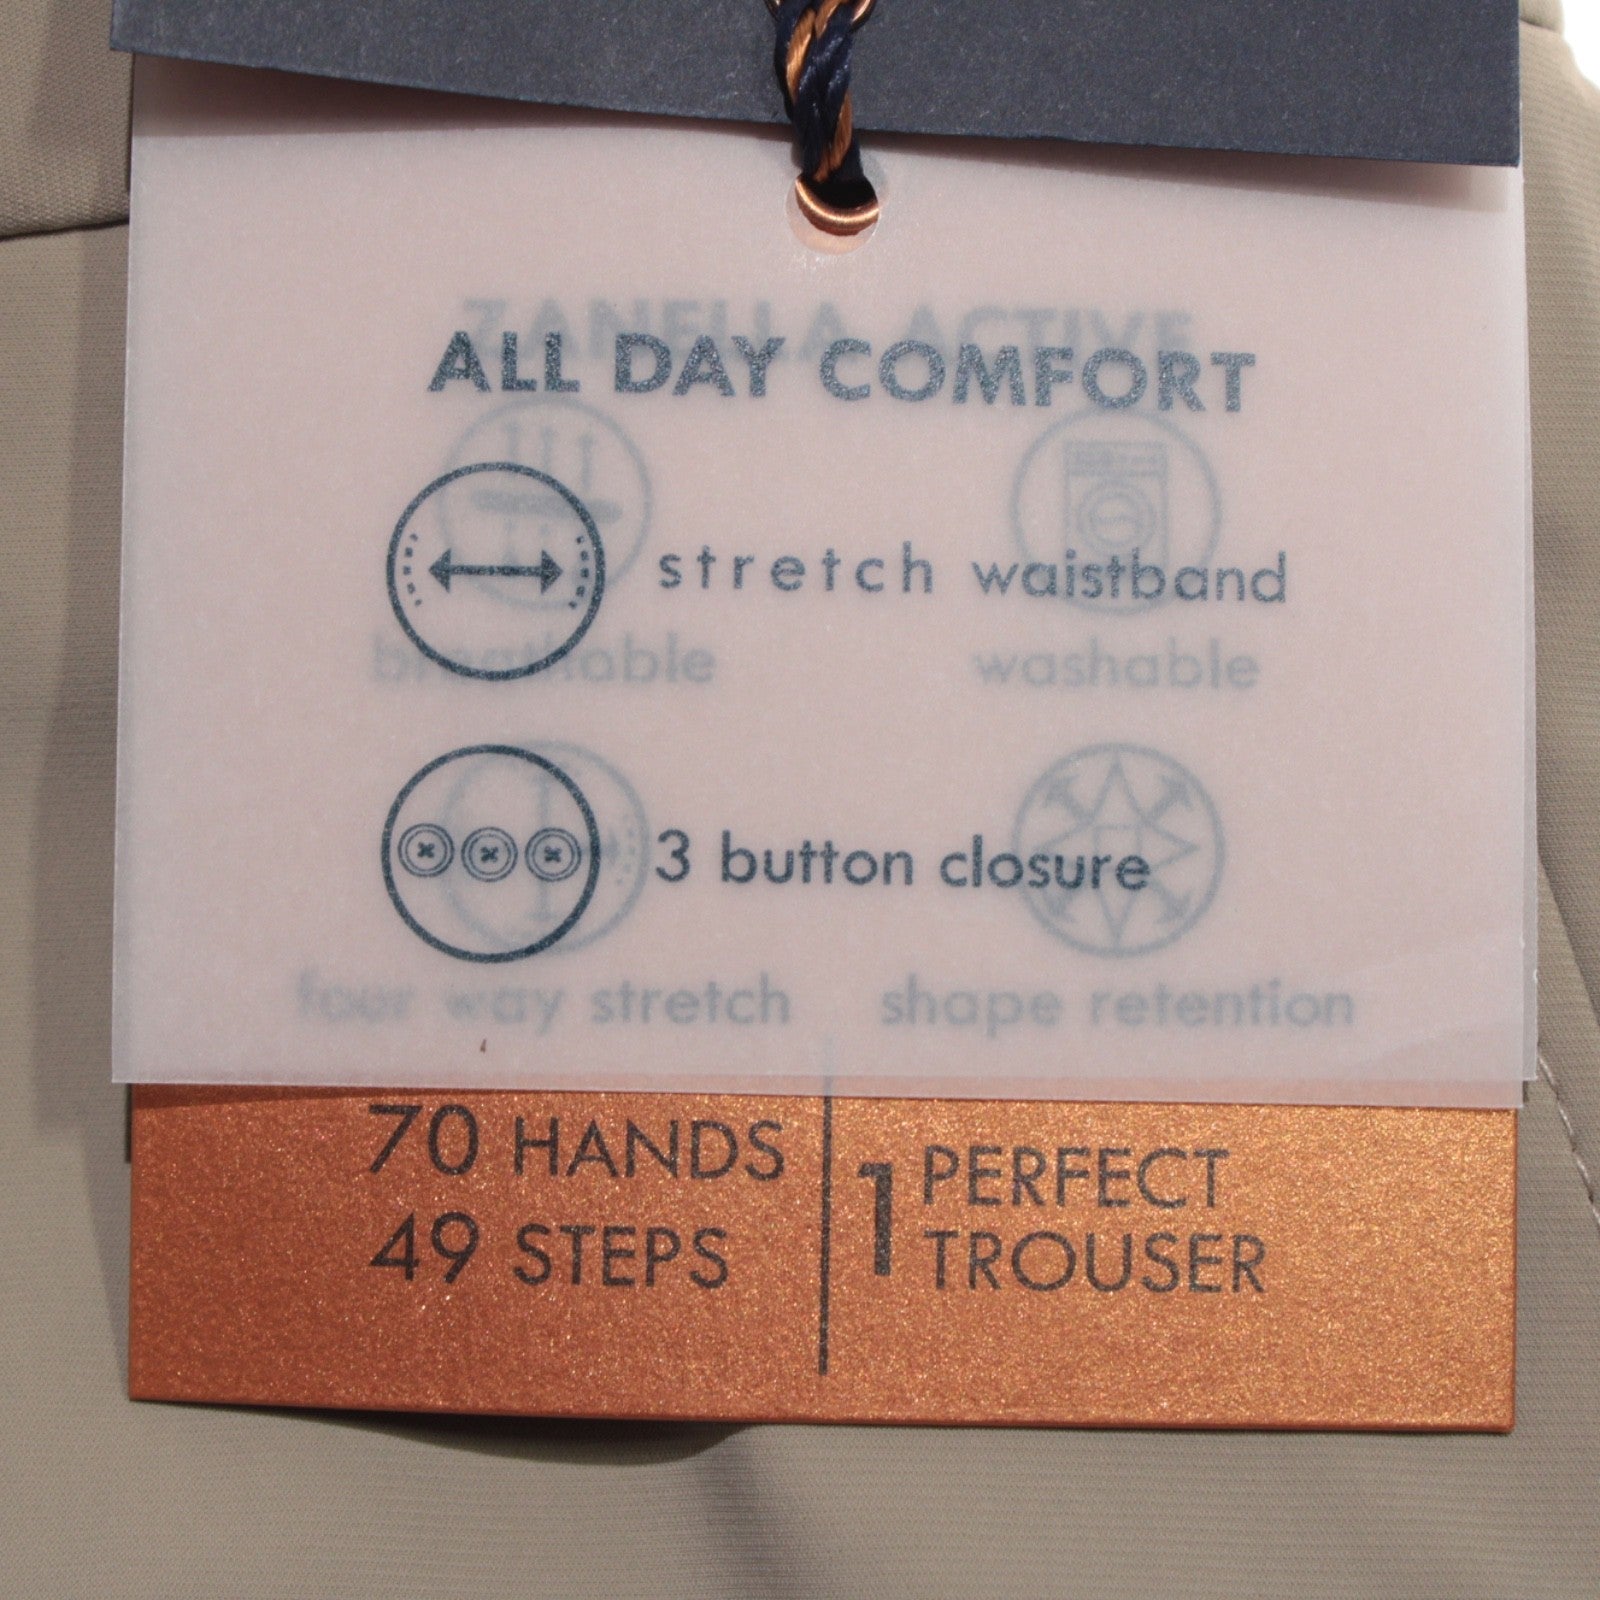 ZANELLA ACTIVE
ALL DAY COMFORT
stretch waistband
breathable
washable
3 button closure
four way stretch
shape retention
70 HANDS
49 STEPS
1 PERFECT
TROUSER